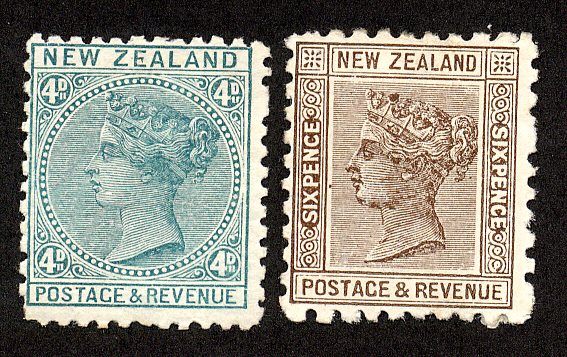 NEW ZEALAND
4D 4D
4D 4D
POSTAGE & REVENUE
NEW ZEALAND
SIXPENCE
SIXPENCE
POSTAGE & REVENUE